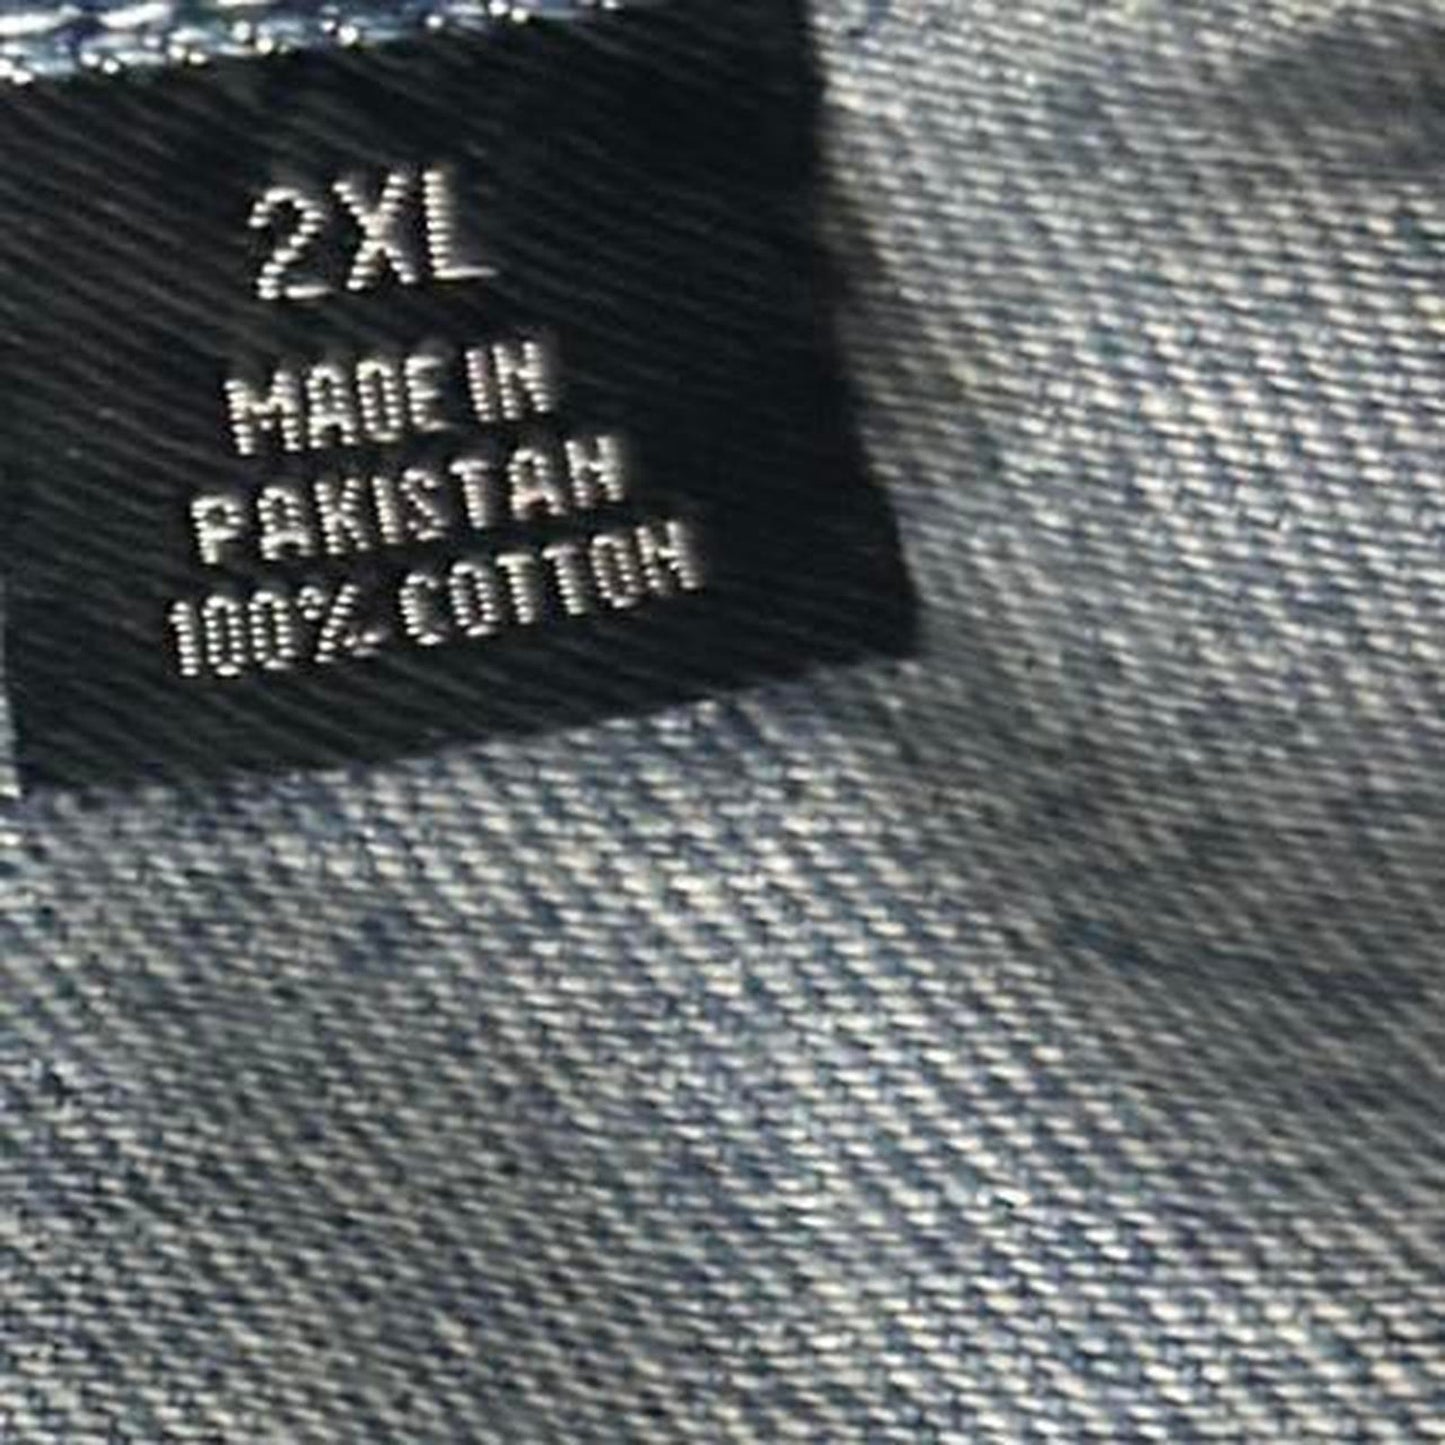 2XL
MADE IN
PAKISTAN
100% COTTON